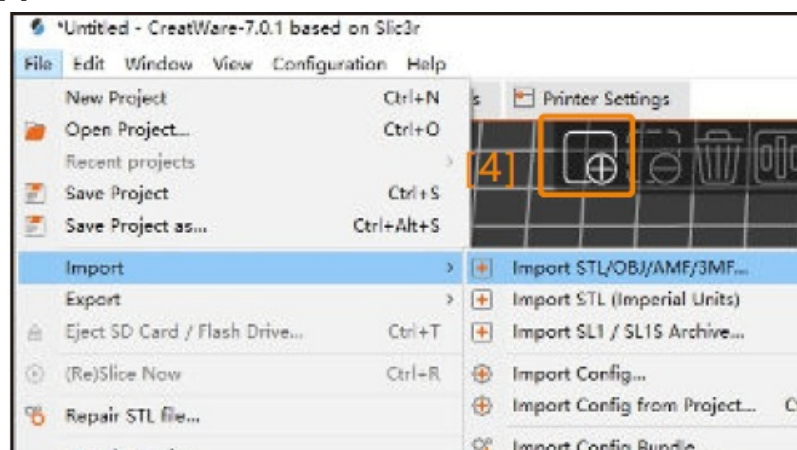 *Untitled - CreatWare-7.0.1 based on Slic3r
File Edit Window View Configuration Help
New Project Ctrl+N
Printer Settings
Open Project... Ctrl+O
Recent projects
[4]
Save Project Ctrl+S
Save Project as... Ctrl+Alt+S
Import
Import STL/OBJ/AMF/3MF...
Export
Import STL (Imperial Units)
Eject SD Card / Flash Drive... Ctrl+T
Import SL1 / SL1S Archive...
(Re)Slice Now Ctrl+R
Import Config...
Import Config from Project...
Repair STL file...
Import Config Bundle